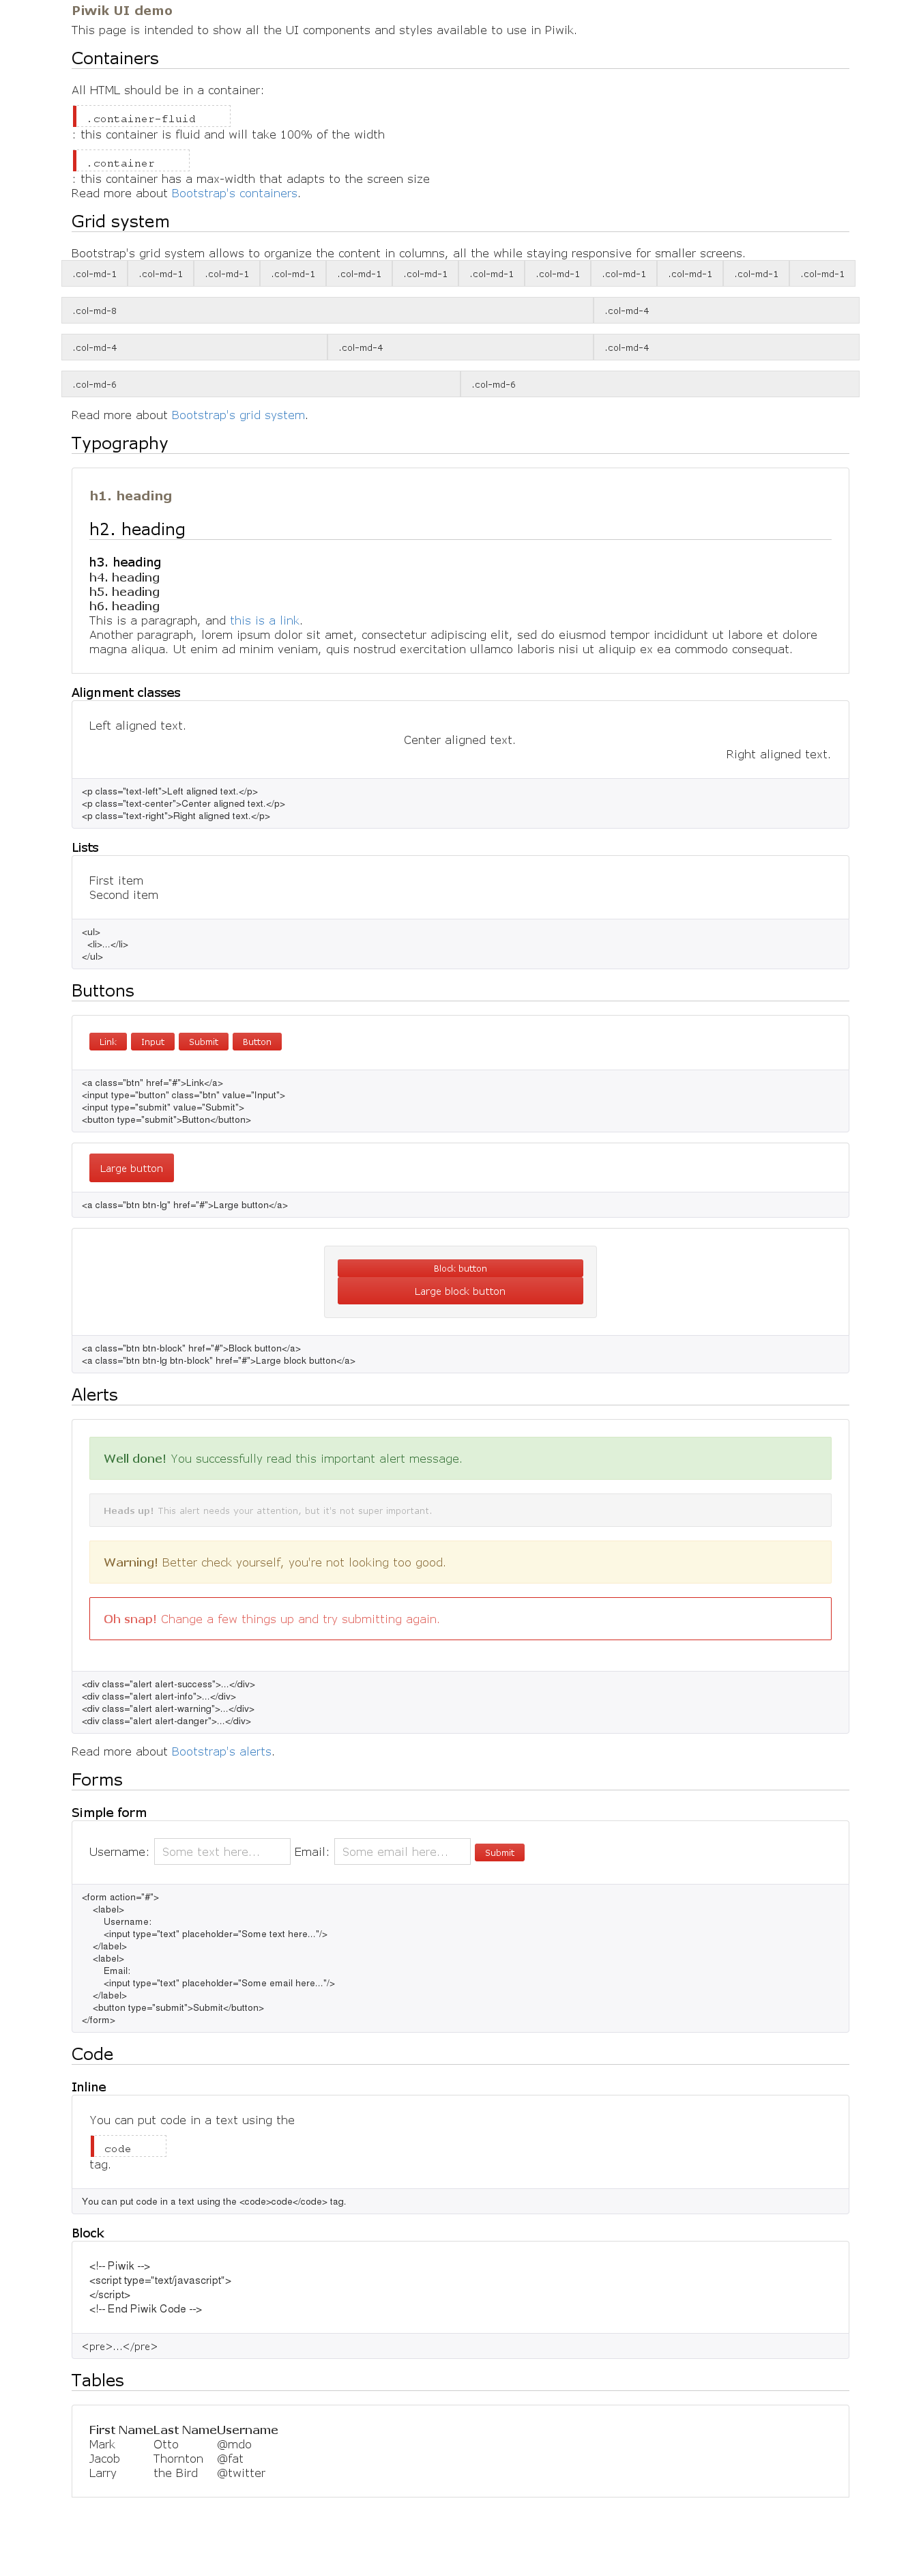 Piwik UI demo
This page is intended to show all the UI components and styles available to use in Piwik.
Containers
All HTML should be in a container:
.container-fluid
: this container is fluid and will take 100% of the width
.container
: this container has a max-width that adapts to the screen size
Read more about Bootstrap's containers.
Grid system
Bootstrap's grid system allows to organize the content in columns, all the while staying responsive for smaller screens.
.col-md-1 .col-md-1 .col-md-1 .col-md-1 .col-md-1 .col-md-1 .col-md-1 .col-md-1 .col-md-1 .col-md-1 .col-md-1 .col-md-1
.col-md-8 .col-md-4
.col-md-4 .col-md-4 .col-md-4
.col-md-6 .col-md-6
Read more about Bootstrap's grid system.
Typography
h1. heading
h2. heading
h3. heading
h4. heading
h5. heading
h6. heading
This is a paragraph, and this is a link.
Another paragraph, lorem ipsum dolor sit amet, consectetur adipiscing elit, sed do eiusmod tempor incididunt ut labore et dolore
magna aliqua. Ut enim ad minim veniam, quis nostrud exercitation ullamco laboris nisi ut aliquip ex ea commodo consequat.
Alignment classes
Left aligned text.
Center aligned text.
Right aligned text.
<p class="text-left">Left aligned text.</p>
<p class="text-center">Center aligned text.</p>
<p class="text-right">Right aligned text.</p>
Lists
First item
Second item
<ul>
  <li>...</li>
</ul>
Buttons
Link Input Submit Button
<a class="btn" href="#">Link</a>
<input type="button" class="btn" value="Input">
<input type="submit" value="Submit">
<button type="submit">Button</button>
Large button
<a class="btn btn-lg" href="#">Large button</a>
Block button
Large block button
<a class="btn btn-block" href="#">Block button</a>
<a class="btn btn-lg btn-block" href="#">Large block button</a>
Alerts
Well done! You successfully read this important alert message.
Heads up! This alert needs your attention, but it's not super important.
Warning! Better check yourself, you're not looking too good.
Oh snap! Change a few things up and try submitting again.
<div class="alert alert-success">...</div>
<div class="alert alert-info">...</div>
<div class="alert alert-warning">...</div>
<div class="alert alert-danger">...</div>
Read more about Bootstrap's alerts.
Forms
Simple form
Username: Some text here... Email: Some email here... Submit
<form action="#">
    <label>
        Username:
        <input type="text" placeholder="Some text here..."/>
    </label>
    <label>
        Email:
        <input type="text" placeholder="Some email here..."/>
    </label>
    <button type="submit">Submit</button>
</form>
Code
Inline
You can put code in a text using the
code
tag.
You can put code in a text using the <code>code</code> tag.
Block
<!-- Piwik -->
<script type="text/javascript">
</script>
<!-- End Piwik Code -->
<pre>...</pre>
Tables
First Name Last Name Username
Mark Otto @mdo
Jacob Thornton @fat
Larry the Bird @twitter